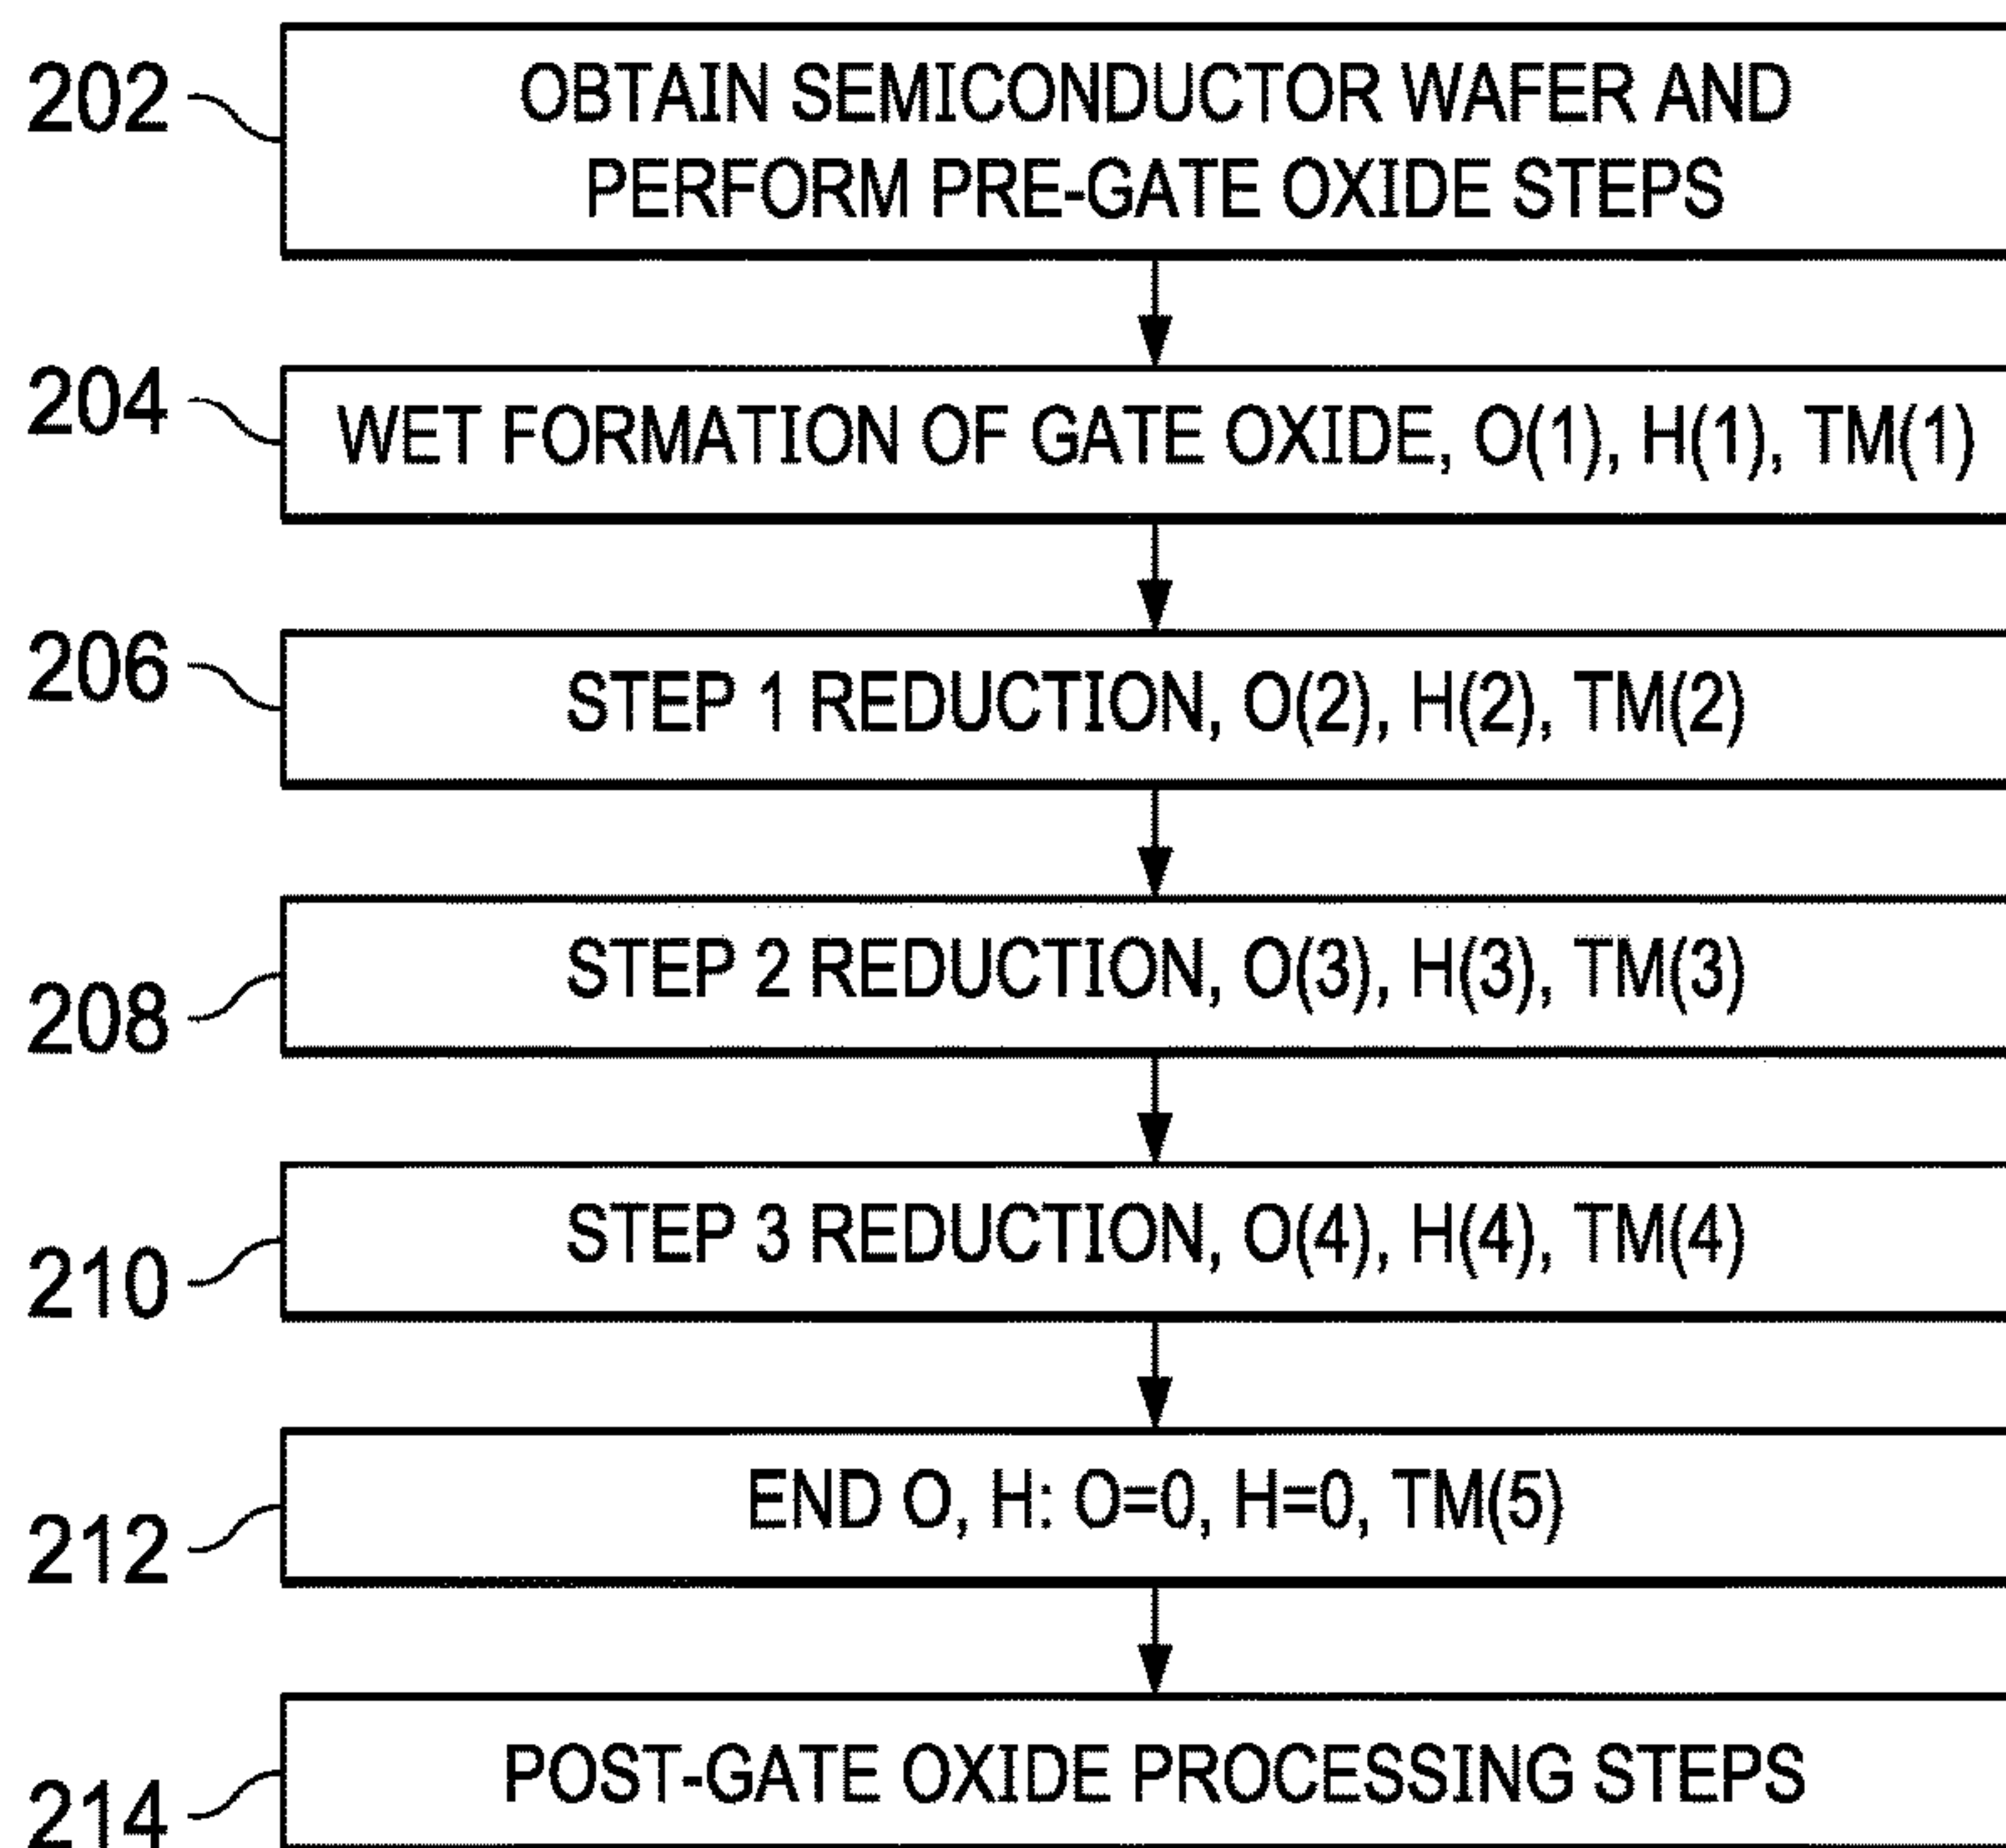 202
OBTAIN SEMICONDUCTOR WAFER AND
PERFORM PRE-GATE OXIDE STEPS
204
WET FORMATION OF GATE OXIDE, O(1), H(1), TM(1)
206
STEP 1 REDUCTION, O(2), H(2), TM(2)
208
STEP 2 REDUCTION, O(3), H(3), TM(3)
210
STEP 3 REDUCTION, O(4), H(4), TM(4)
212
END O, H: O=0, H=0, TM(5)
214
POST-GATE OXIDE PROCESSING STEPS